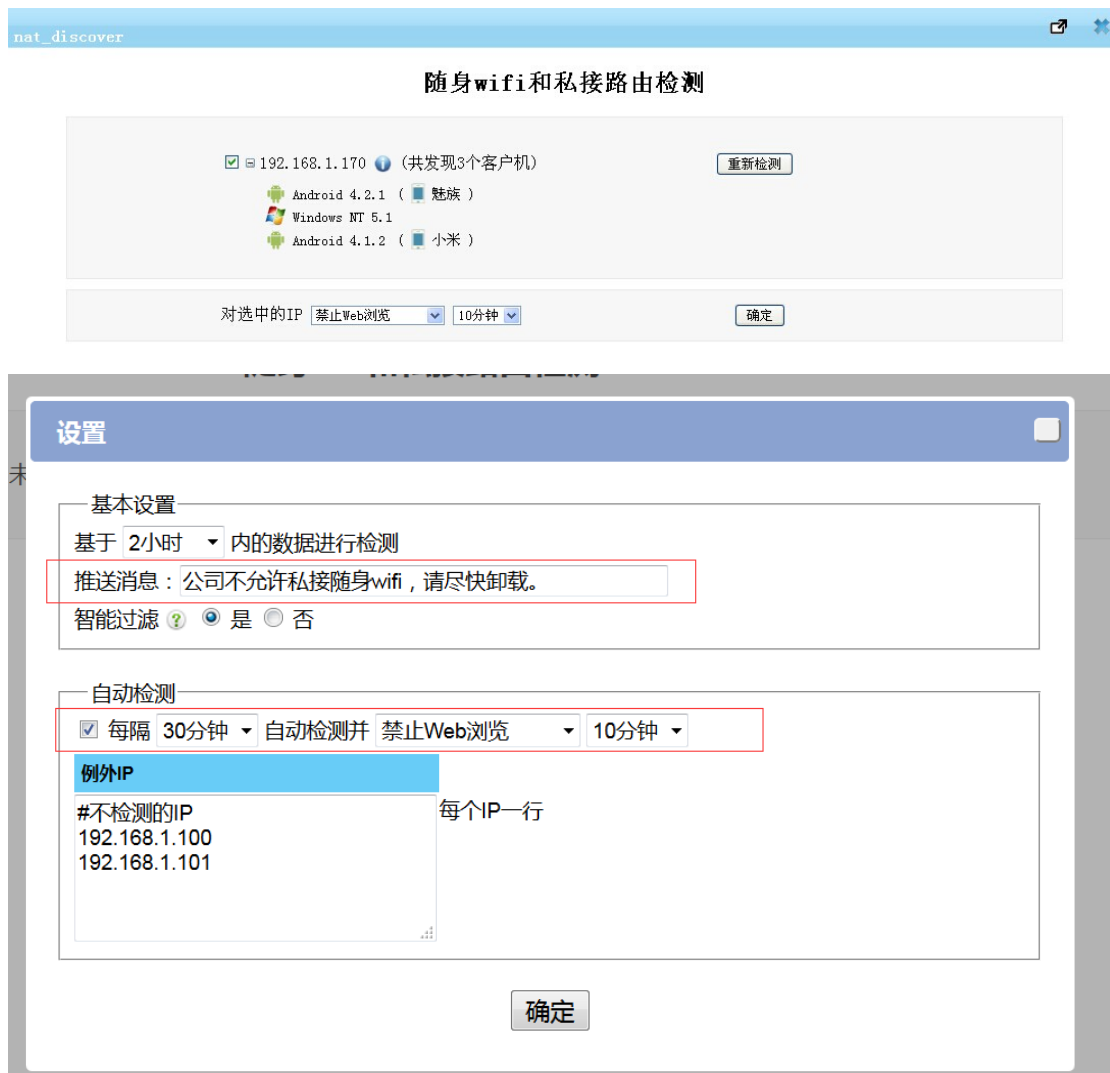 nat_discover
随身wifi和私接路由检测
192.168.1.170 (共发现3个客户机) 重新检测
Android 4.2.1 ( 魅族 )
Windows NT 5.1
Android 4.1.2 ( 小米 )
对选中的IP 禁止Web浏览 10分钟 确定
设置
未
基本设置
基于 2小时 内的数据进行检测
推送消息：公司不允许私接随身wifi，请尽快卸载。
智能过滤 ? 是 否
自动检测
每隔 30分钟 自动检测并 禁止Web浏览 10分钟
例外IP
#不检测的IP 每个IP一行
192.168.1.100
192.168.1.101
确定